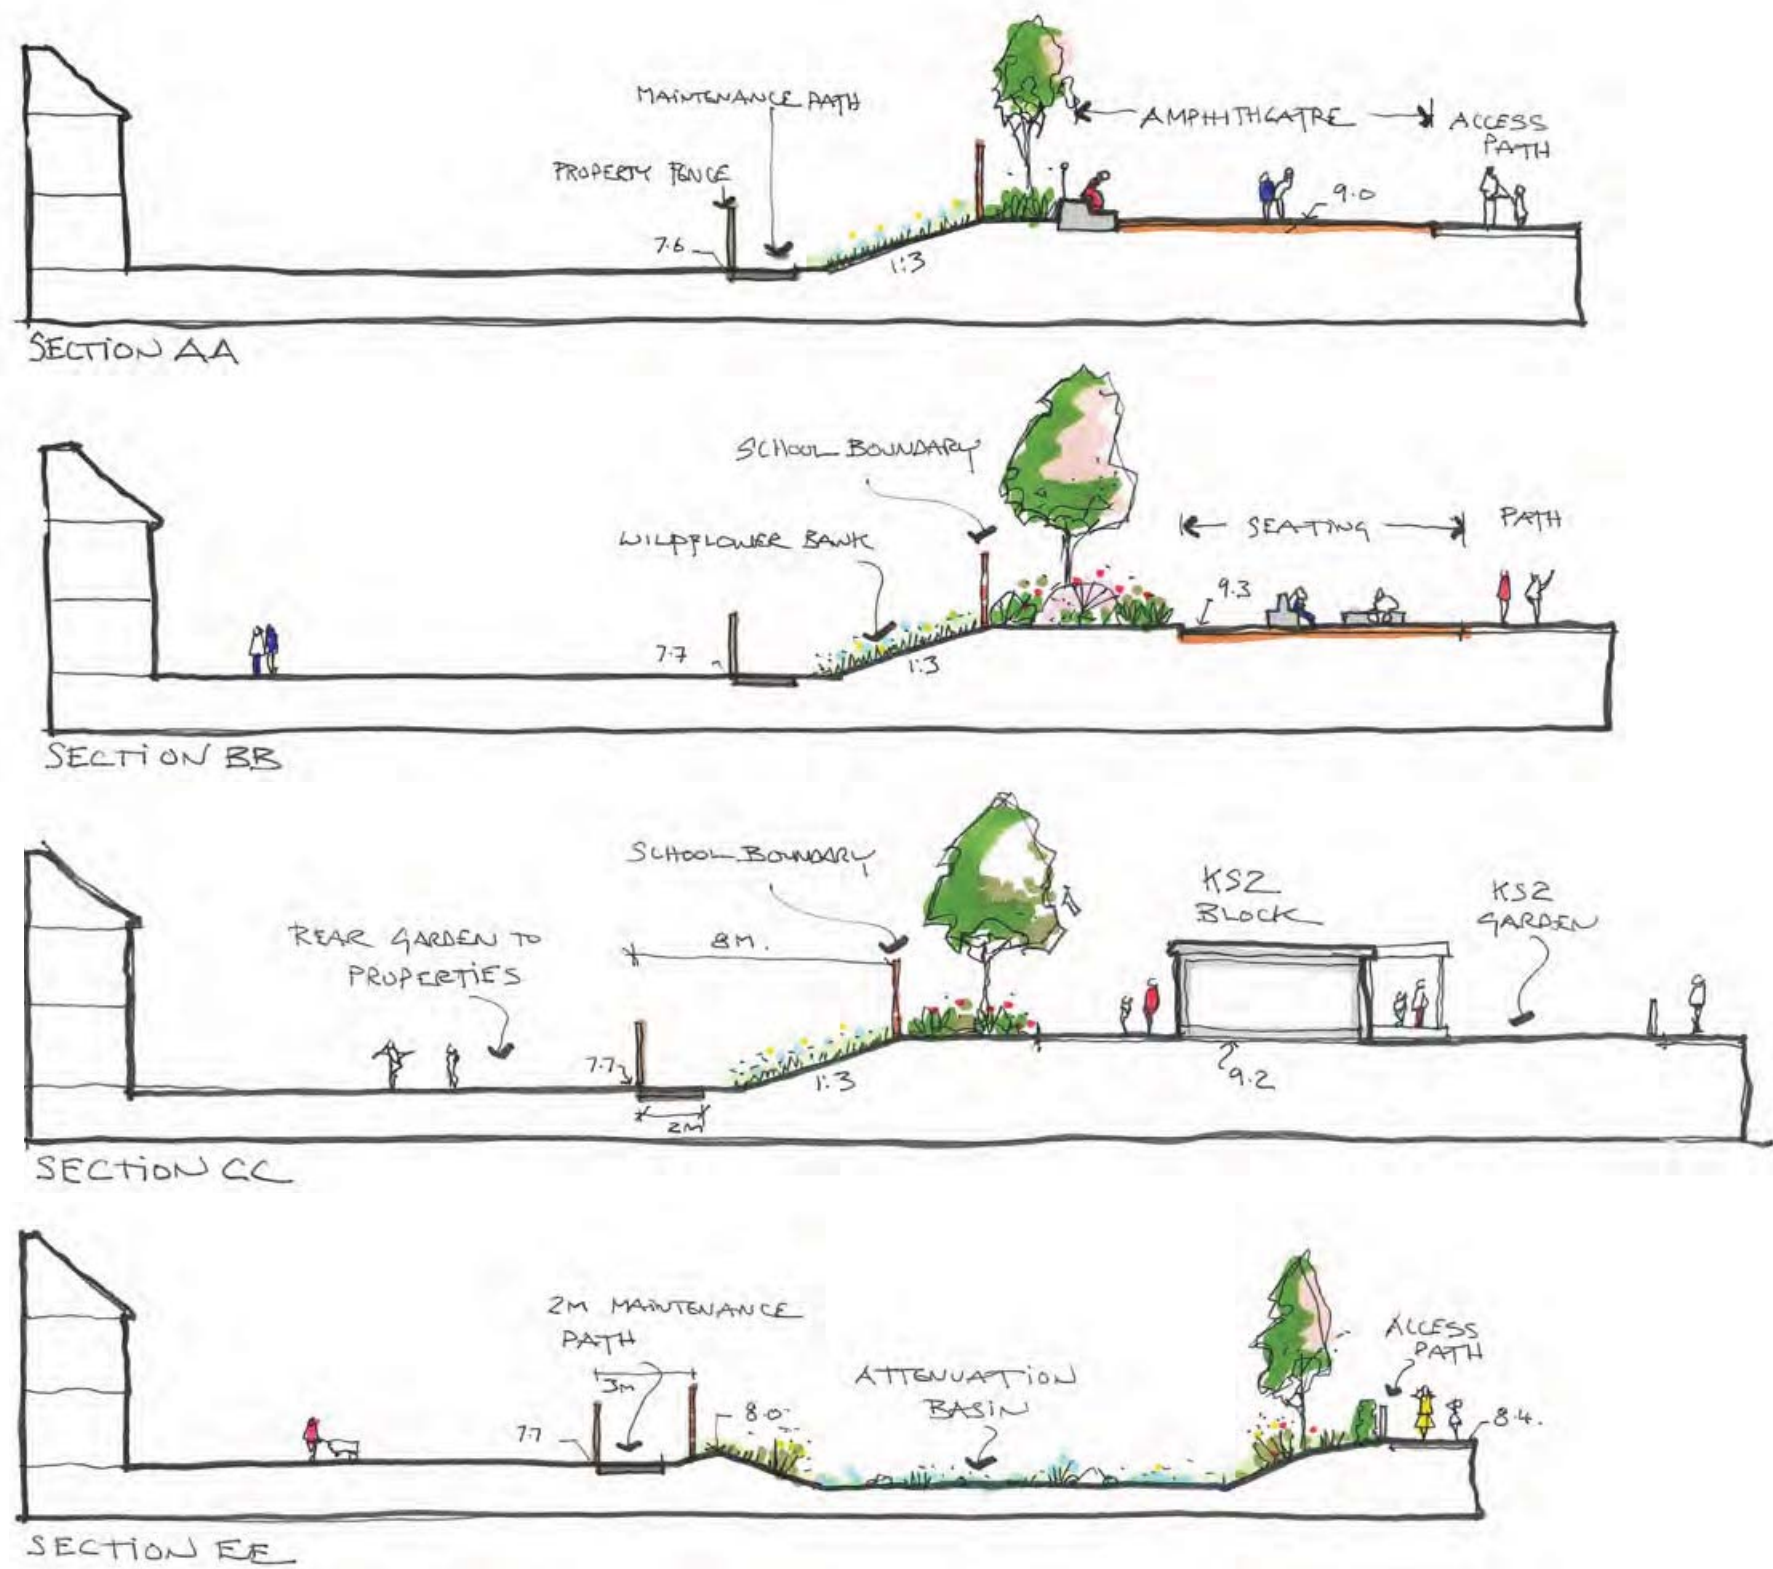 MAINTENANCE PATH
AMPHITHEATRE
ACCESS
PATH
PROPERTY FENCE
9.0
7.6
1:3
SECTION AA
SCHOOL BOUNDARY
WILDFLOWER BANK
SEATING
PATH
9.3
7.7
1:3
SECTION BB
SCHOOL BOUNDARY
KS2
BLOCK
KS2
GARDEN
REAR GARDEN TO
PROPERTIES
8M.
7.7
1:3
9.2
2M
SECTION CC
2M MAINTENANCE
PATH
3m
ATTENUATION
BASIN
ACCESS
PATH
7.7
8.0
8.4.
SECTION EE